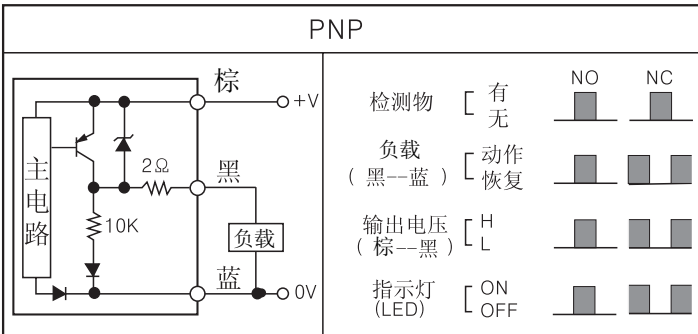 PNP
棕
+V
主电路
2Ω
黑
10K
负载
蓝
0V
NO NC
检测物 [ 有
无
负载 [ 动作
( 黑--蓝 ) 恢复
输出电压 [ H
( 棕--黑 ) L
指示灯 [ ON
(LED) OFF